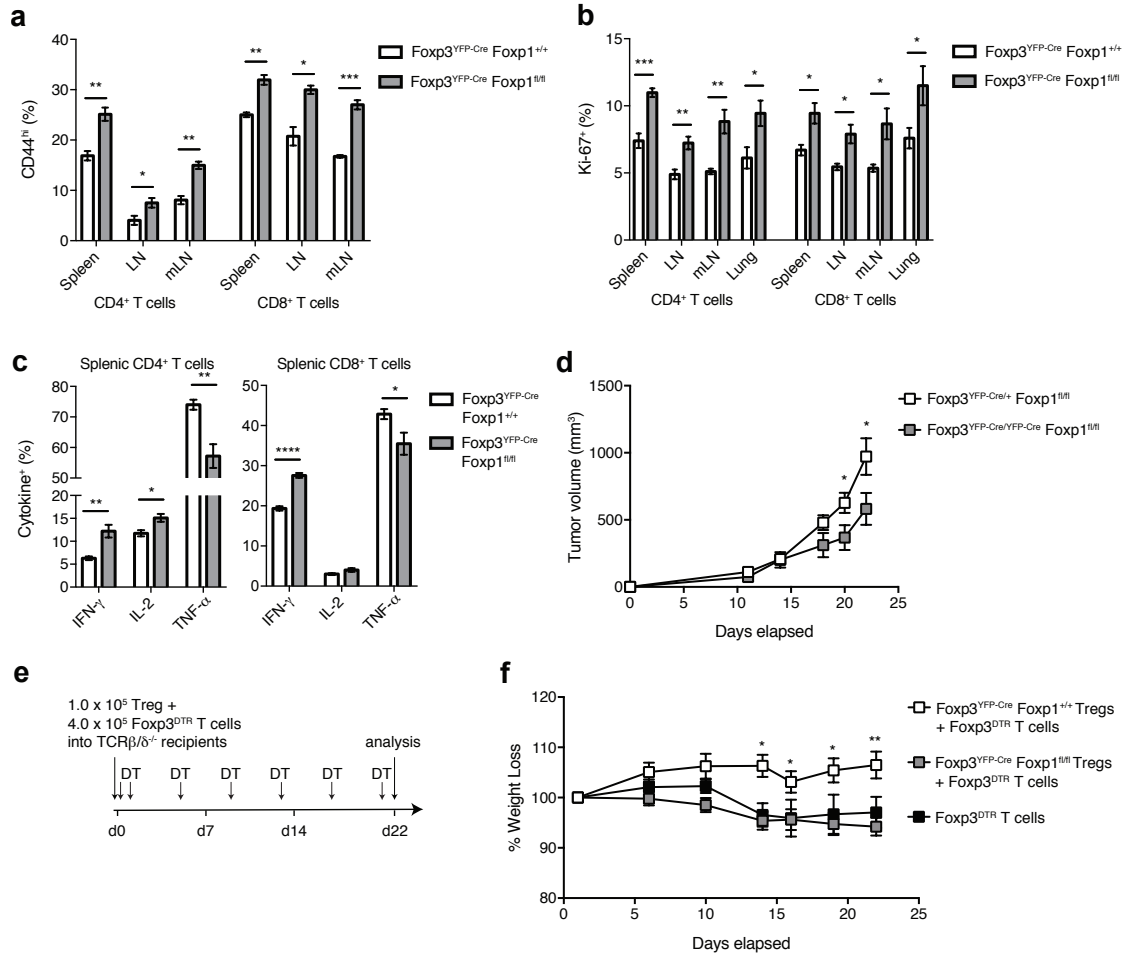 a
40
30
20
10
0
CD44ʰⁱ (%)
**
*
**
**
*
***
Spleen
LN
mLN
Spleen
LN
mLN
CD4⁺ T cells
CD8⁺ T cells
Foxp3ʸᶠᴾ⁻ᶜʳᵉ Foxp1⁺/⁺
Foxp3ʸᶠᴾ⁻ᶜʳᵉ Foxp1ᶠˡ/ᶠˡ
b
15
10
5
0
Ki-67⁺ (%)
***
**
**
*
*
*
*
*
Spleen
LN
mLN
Lung
Spleen
LN
mLN
Lung
CD4⁺ T cells
CD8⁺ T cells
Foxp3ʸᶠᴾ⁻ᶜʳᵉ Foxp1⁺/⁺
Foxp3ʸᶠᴾ⁻ᶜʳᵉ Foxp1ᶠˡ/ᶠˡ
c
Splenic CD4⁺ T cells
80
70
60
50
20
15
10
5
0
Cytokine⁺ (%)
**
*
**
IFN-γ
IL-2
TNF-α
Splenic CD8⁺ T cells
50
40
30
20
10
0
****
*
IFN-γ
IL-2
TNF-α
Foxp3ʸᶠᴾ⁻ᶜʳᵉ
Foxp1⁺/⁺
Foxp3ʸᶠᴾ⁻ᶜʳᵉ
Foxp1ᶠˡ/ᶠˡ
d
1500
1000
500
0
Tumor volume (mm³)
*
*
0 5 10 15 20 25
Days elapsed
Foxp3ʸᶠᴾ⁻ᶜʳᵉ/⁺ Foxp1ᶠˡ/ᶠˡ
Foxp3ʸᶠᴾ⁻ᶜʳᵉ/ʸᶠᴾ⁻ᶜʳᵉ Foxp1ᶠˡ/ᶠˡ
e
1.0 x 10⁵ Treg +
4.0 x 10⁵ Foxp3ᴰᵀᴿ T cells
into TCRβ/δ⁻/⁻ recipients
analysis
DT DT DT DT DT DT
d0 d7 d14 d22
f
120
110
100
90
80
% Weight Loss
* * * **
0 5 10 15 20 25
Days elapsed
Foxp3ʸᶠᴾ⁻ᶜʳᵉ Foxp1⁺/⁺ Tregs
+ Foxp3ᴰᵀᴿ T cells
Foxp3ʸᶠᴾ⁻ᶜʳᵉ Foxp1ᶠˡ/ᶠˡ Tregs
+ Foxp3ᴰᵀᴿ T cells
Foxp3ᴰᵀᴿ T cells